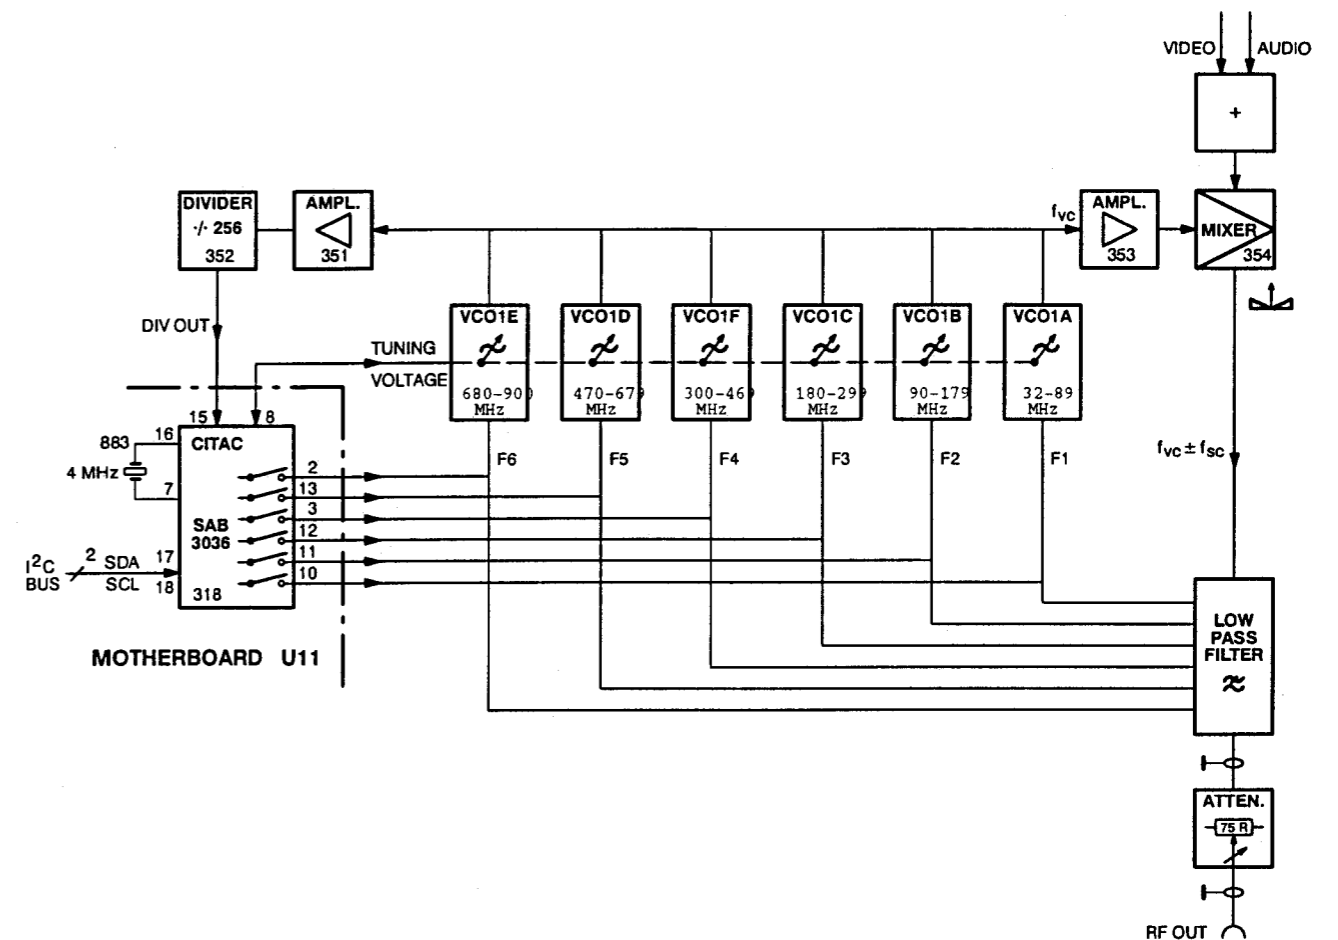 VIDEO
AUDIO
+
DIVIDER
-/- 256
352
AMPL.
351
fVC
AMPL.
353
MIXER
354
DIV OUT
TUNING
VOLTAGE
VCO1E
680-900
MHz
VCO1D
470-679
MHz
VCO1F
300-469
MHz
VCO1C
180-299
MHz
VCO1B
90-179
MHz
VCO1A
32-89
MHz
15
8
883
16
CITAC
4 MHz
7
2
13
3
12
11
10
SAB
3036
318
I²C
BUS
2
SDA
SCL
17
18
F6
F5
F4
F3
F2
F1
fVC ± fSC
MOTHERBOARD U11
LOW
PASS
FILTER
ATTEN.
75 R
RF OUT